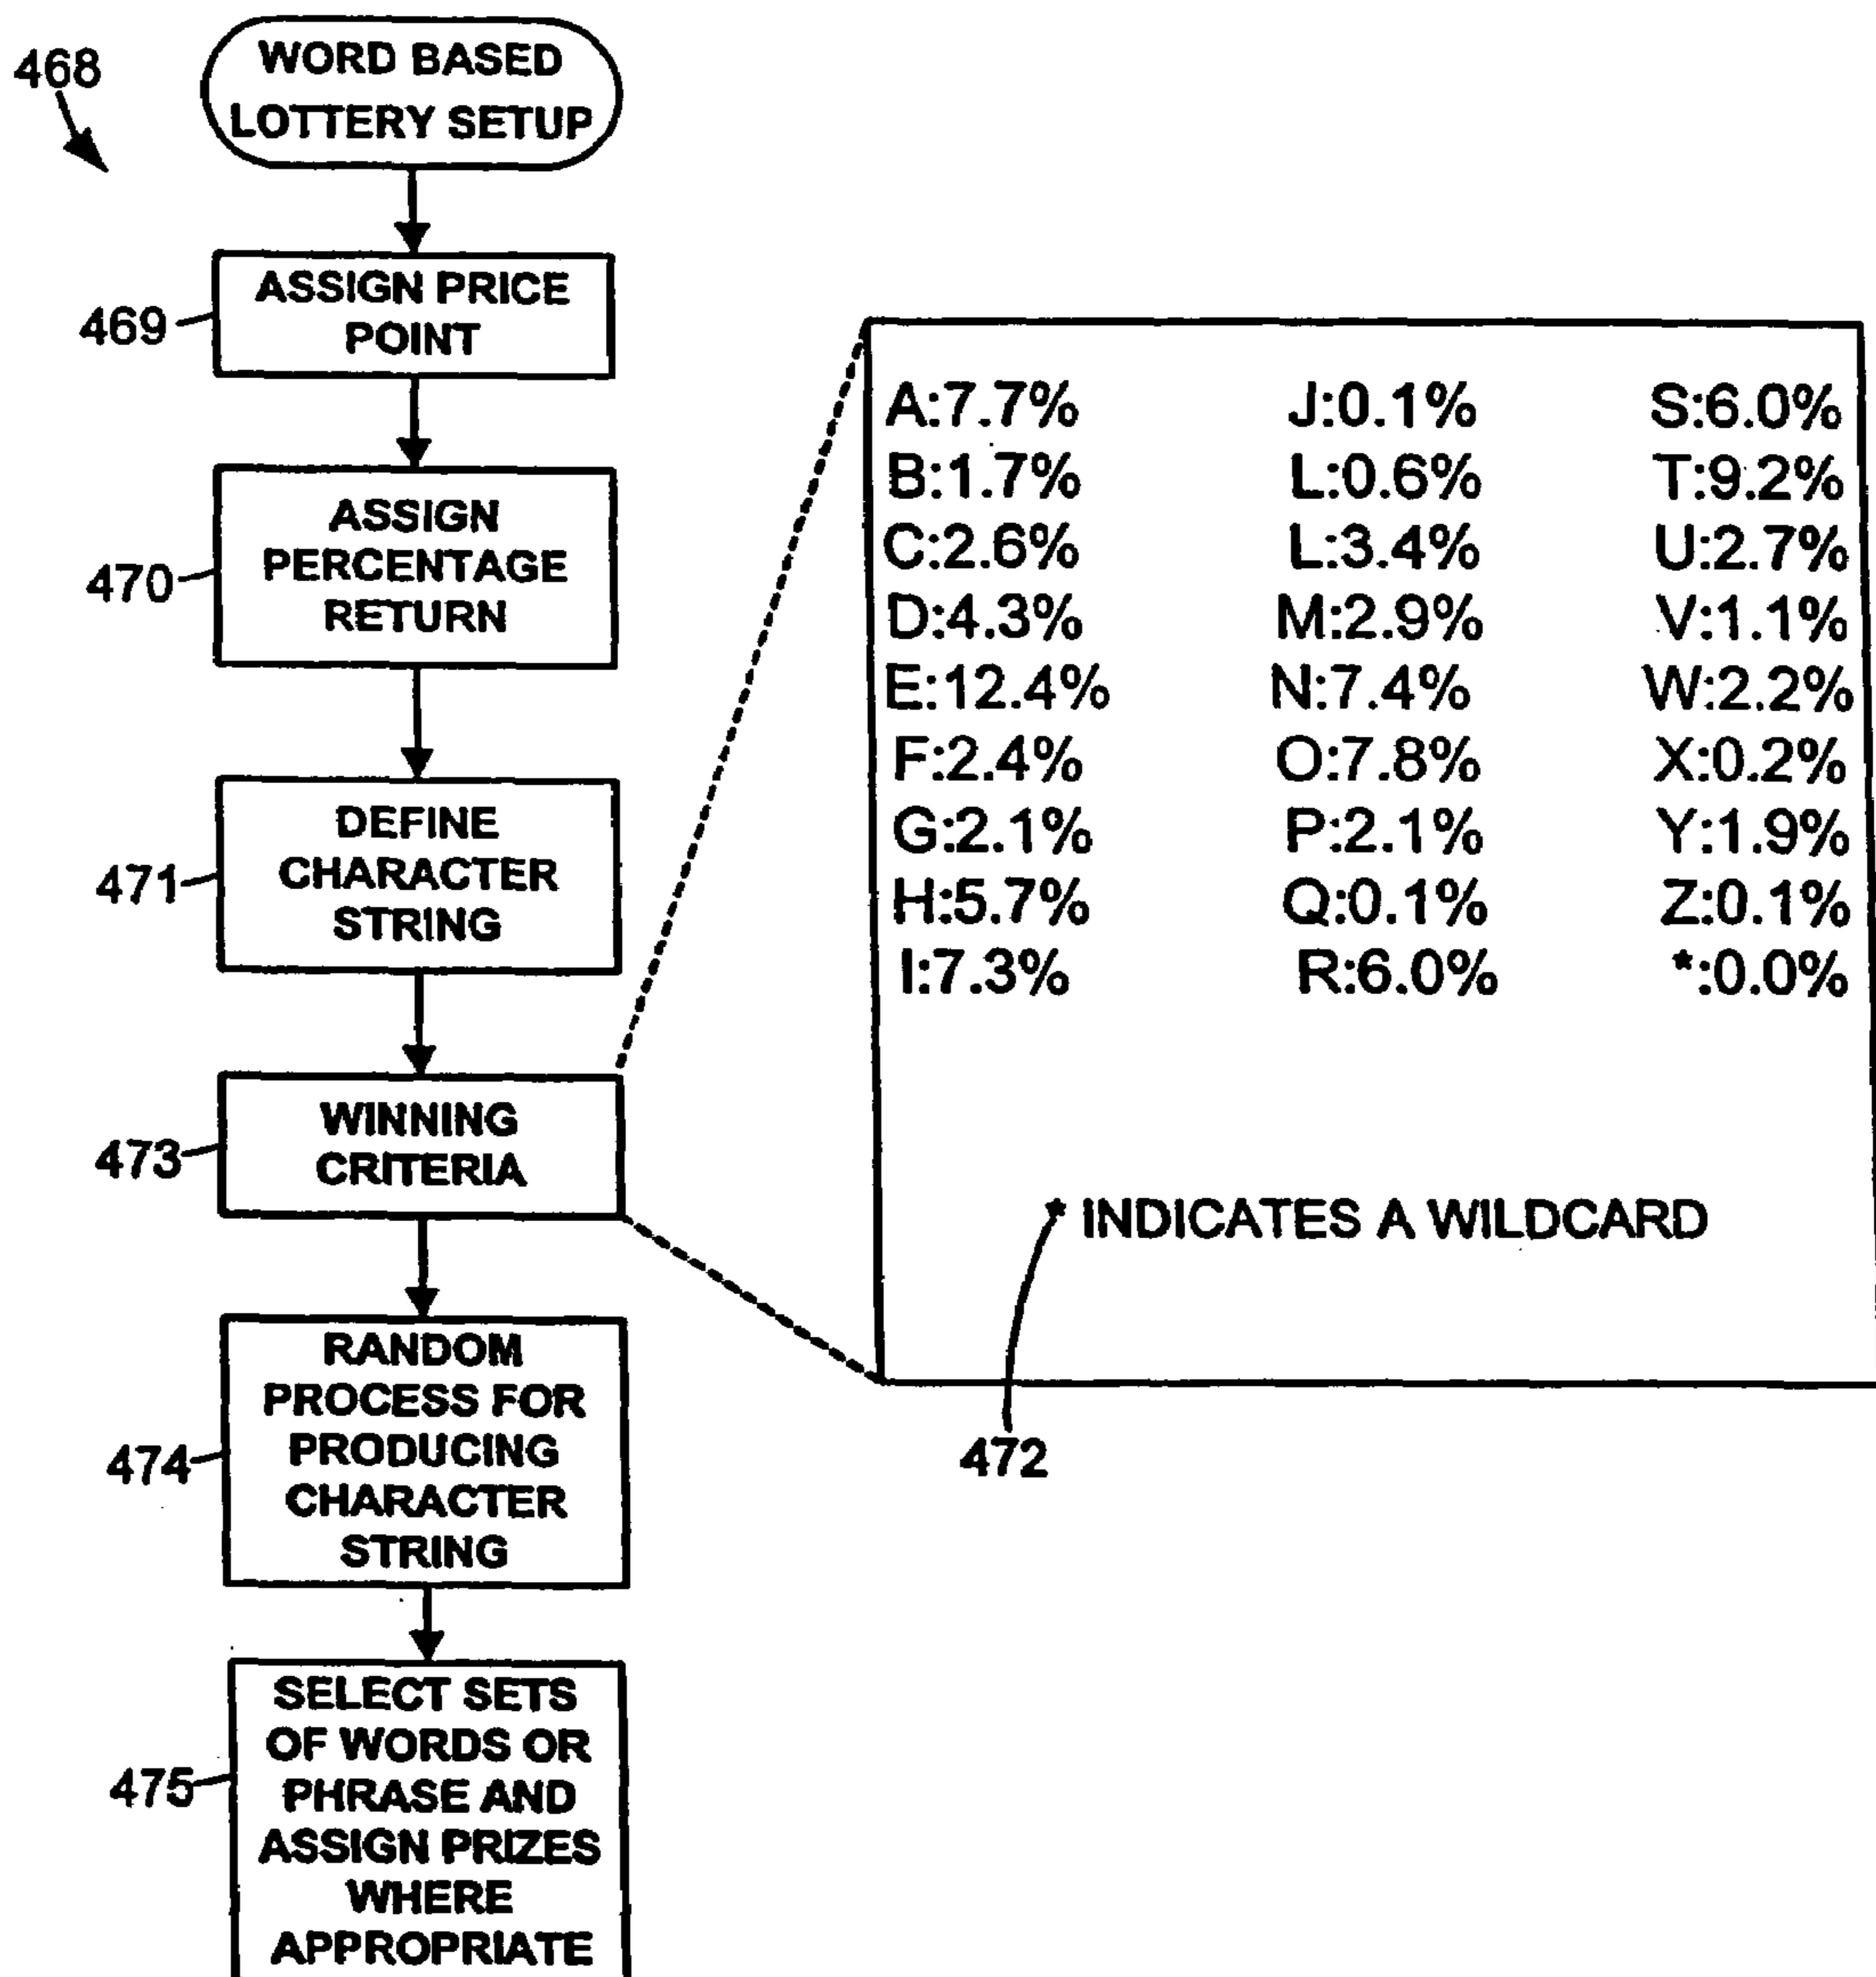 468
WORD BASED
LOTTERY SETUP
469
ASSIGN PRICE
POINT
470
ASSIGN
PERCENTAGE
RETURN
471
DEFINE
CHARACTER
STRING
473
WINNING
CRITERIA
A:7.7% J:0.1% S:6.0%
B:1.7% L:0.6% T:9.2%
C:2.6% L:3.4% U:2.7%
D:4.3% M:2.9% V:1.1%
E:12.4% N:7.4% W:2.2%
F:2.4% O:7.8% X:0.2%
G:2.1% P:2.1% Y:1.9%
H:5.7% Q:0.1% Z:0.1%
I:7.3% R:6.0% *:0.0%
* INDICATES A WILDCARD
472
474
RANDOM
PROCESS FOR
PRODUCING
CHARACTER
STRING
475
SELECT SETS
OF WORDS OR
PHRASE AND
ASSIGN PRIZES
WHERE
APPROPRIATE